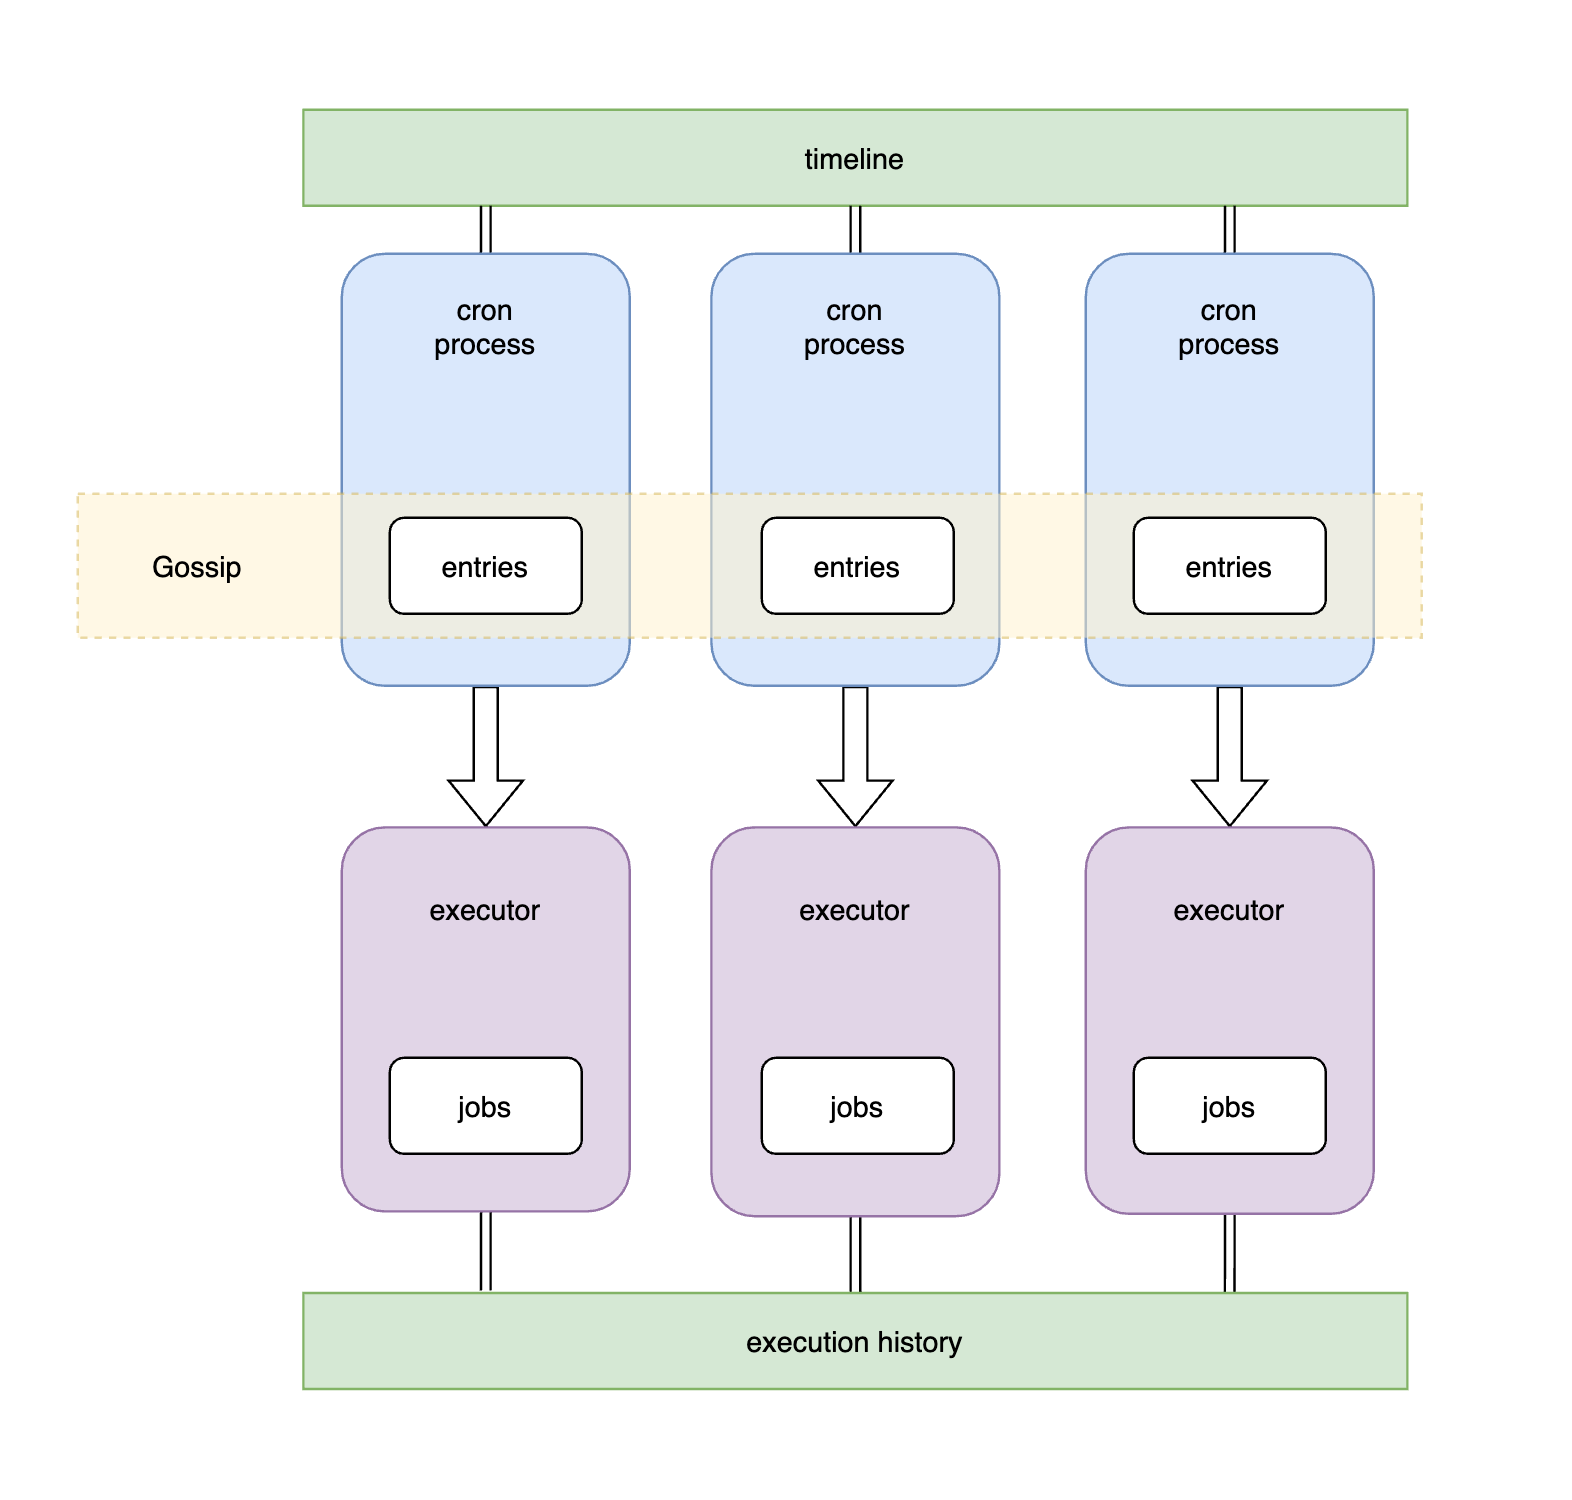 timeline
cron
process
cron
process
cron
process
Gossip
entries
entries
entries
executor
executor
executor
jobs
jobs
jobs
execution history